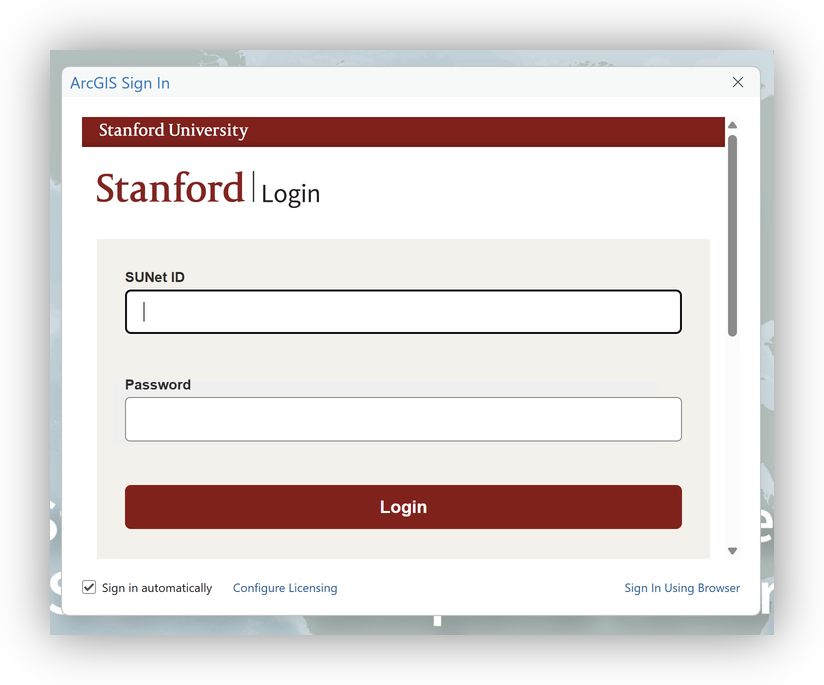 ArcGIS Sign In
Stanford University
Stanford | Login
SUNet ID
Password
Login
Sign in automatically
Configure Licensing
Sign In Using Browser